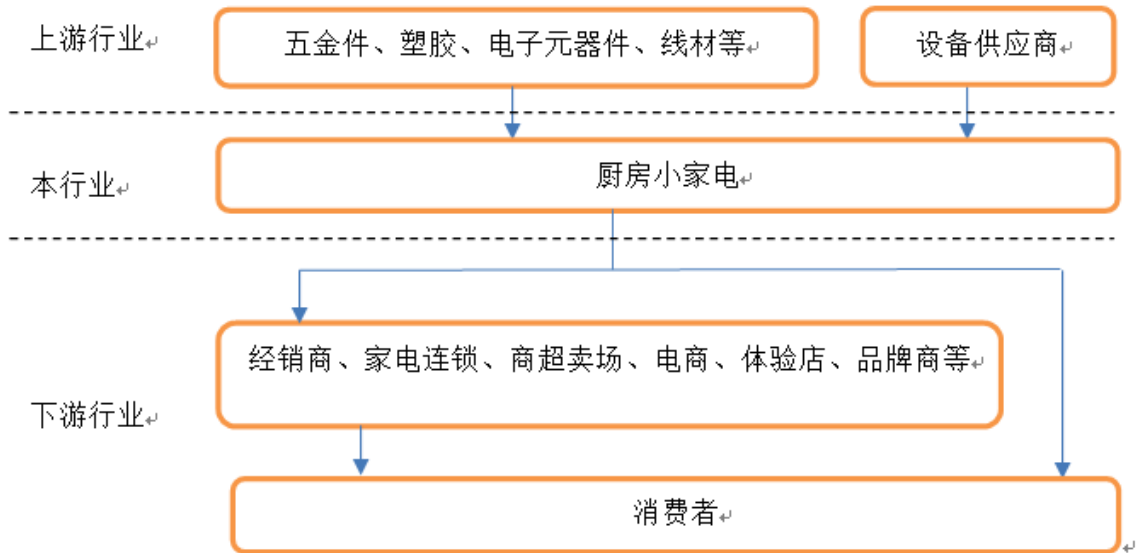 上游行业
五金件、塑胶、电子元器件、线材等
设备供应商
本行业
厨房小家电
下游行业
经销商、家电连锁、商超卖场、电商、体验店、品牌商等
消费者